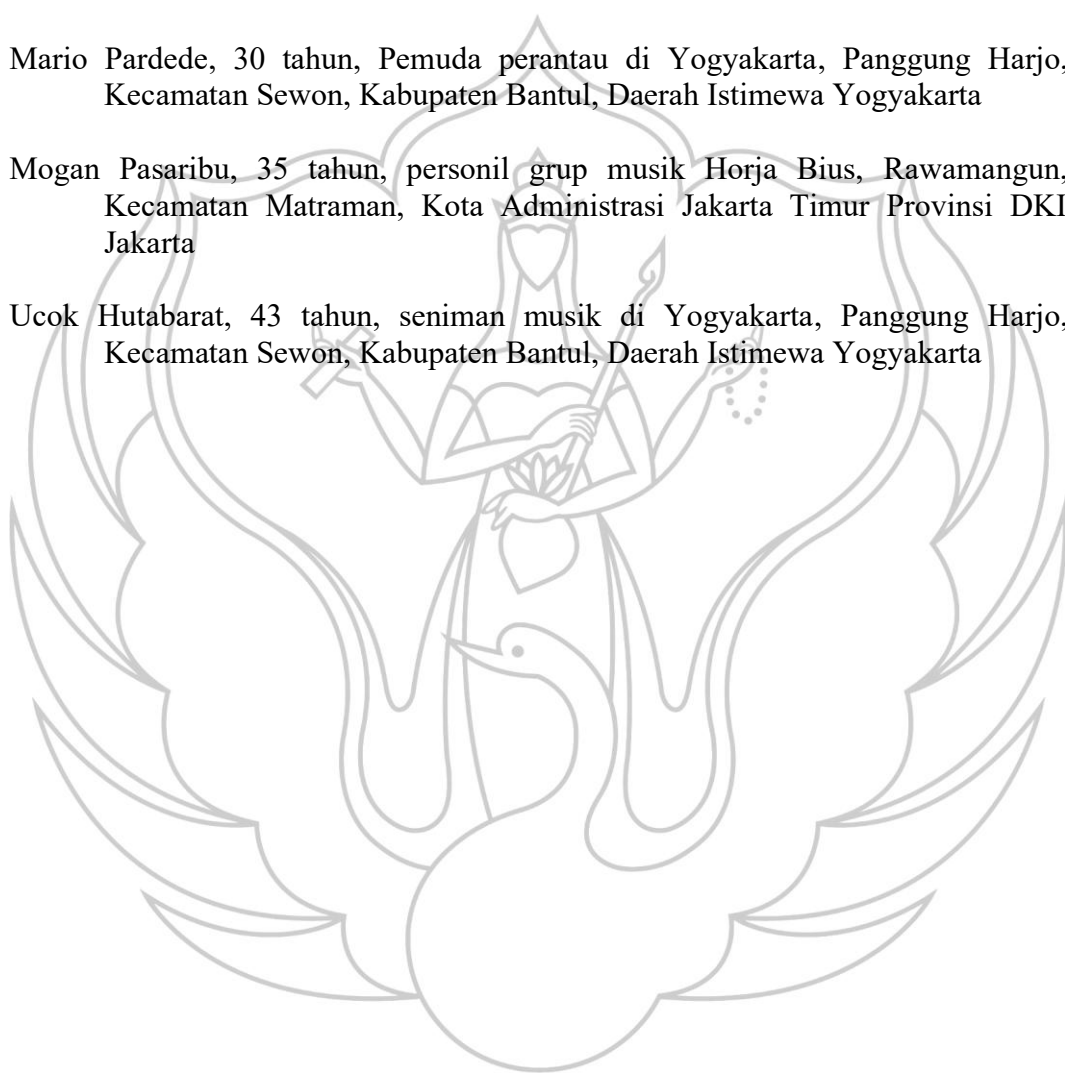 Mario Pardede, 30 tahun, Pemuda perantau di Yogyakarta, Panggung Harjo,
Kecamatan Sewon, Kabupaten Bantul, Daerah Istimewa Yogyakarta
Mogan Pasaribu, 35 tahun, personil grup musik Horja Bius, Rawamangun,
Kecamatan Matraman, Kota Administrasi Jakarta Timur Provinsi DKI
Jakarta
Ucok Hutabarat, 43 tahun, seniman musik di Yogyakarta, Panggung Harjo,
Kecamatan Sewon, Kabupaten Bantul, Daerah Istimewa Yogyakarta